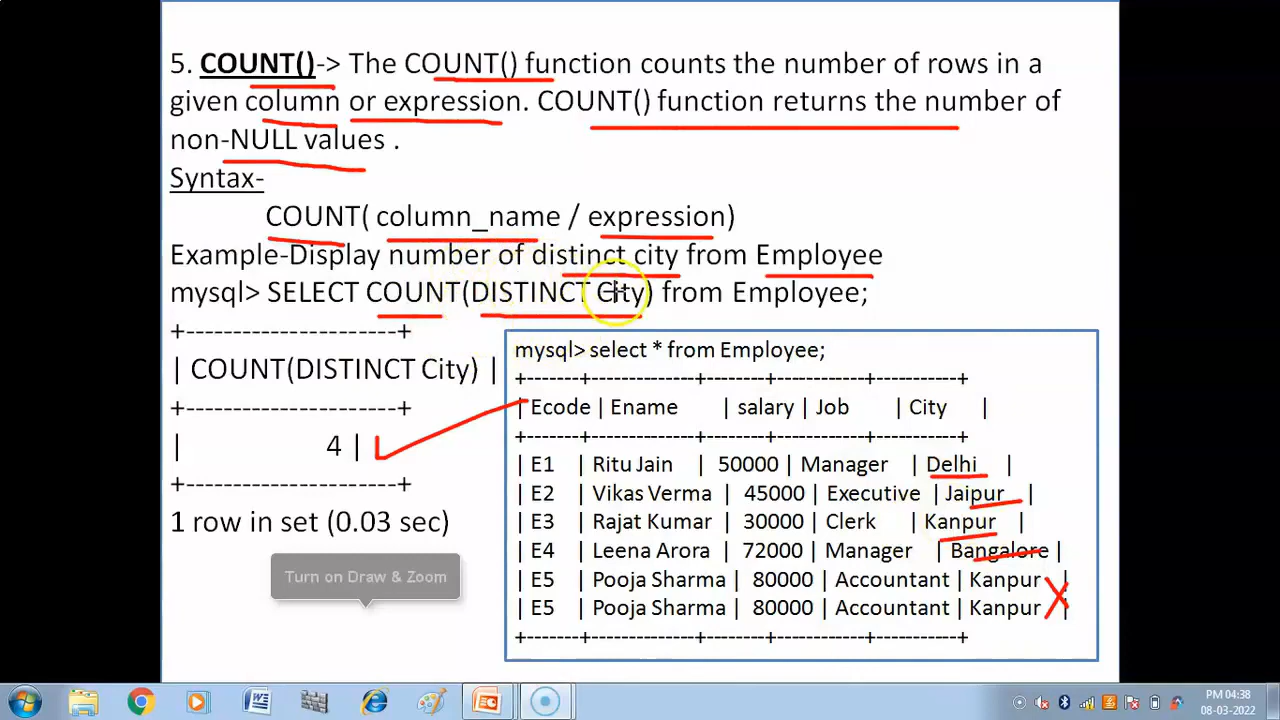 5. COUNT()-> The COUNT() function counts the number of rows in a
given column or expression. COUNT() function returns the number of
non-NULL values .
Syntax-
COUNT( column_name / expression)
Example-Display number of distinct city from Employee
mysql> SELECT COUNT(DISTINCT City) from Employee;
+---------------------+
| COUNT(DISTINCT City) |
+---------------------+
| 4 |
+---------------------+
1 row in set (0.03 sec)
Turn on Draw & Zoom
mysql> select * from Employee;
+-------+--------------+--------+------------+-----------+
| Ecode | Ename | salary | Job | City |
+-------+--------------+--------+------------+-----------+
| E1 | Ritu Jain | 50000 | Manager | Delhi |
| E2 | Vikas Verma | 45000 | Executive | Jaipur |
| E3 | Rajat Kumar | 30000 | Clerk | Kanpur |
| E4 | Leena Arora | 72000 | Manager | Bangalore |
| E5 | Pooja Sharma | 80000 | Accountant | Kanpur |
| E5 | Pooja Sharma | 80000 | Accountant | Kanpur |
+-------+--------------+--------+------------+-----------+
PM 04:38
08-03-2022